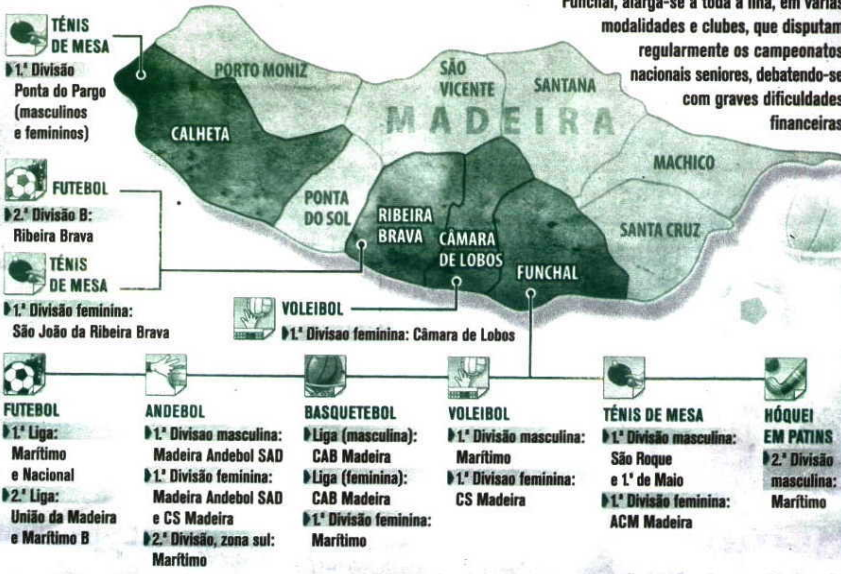 Funchal, alarga-se a toda a ilha, em várias
modalidades e clubes, que disputam
regularmente os campeonatos
nacionais seniores, debatendo-se
com graves dificuldades
financeiras
TÉNIS
DE MESA
1.ª Divisão
Ponta do Pargo
(masculinos
e femininos)
FUTEBOL
2.ª Divisão B:
Ribeira Brava
TÉNIS
DE MESA
1.ª Divisão feminina:
São João da Ribeira Brava
PORTO MONIZ
SÃO
VICENTE
SANTANA
MADEIRA
CALHETA
MACHICO
PONTA
DO SOL
RIBEIRA
BRAVA
CÂMARA
DE LOBOS
SANTA CRUZ
FUNCHAL
VOLEIBOL
1.ª Divisao feminina: Câmara de Lobos
FUTEBOL
1.ª Liga:
Marítimo
e Nacional
2.ª Liga:
União da Madeira
e Marítimo B
ANDEBOL
1.ª Divisao masculina:
Madeira Andebol SAD
1.ª Divisão feminina:
Madeira Andebol SAD
e CS Madeira
2.ª Divisão, zona sul:
Marítimo
BASQUETEBOL
Liga (masculina):
CAB Madeira
Liga (feminina):
CAB Madeira
1.ª Divisão feminina:
Marítimo
VOLEIBOL
1.ª Divisão masculina:
Marítimo
1.ª Divisao feminina:
CS Madeira
TÉNIS DE MESA
1.ª Divisão masculina:
São Roque
e 1.º de Maio
1.ª Divisão feminina:
ACM Madeira
HÓQUEI
EM PATINS
2.ª Divisão
masculina:
Marítimo